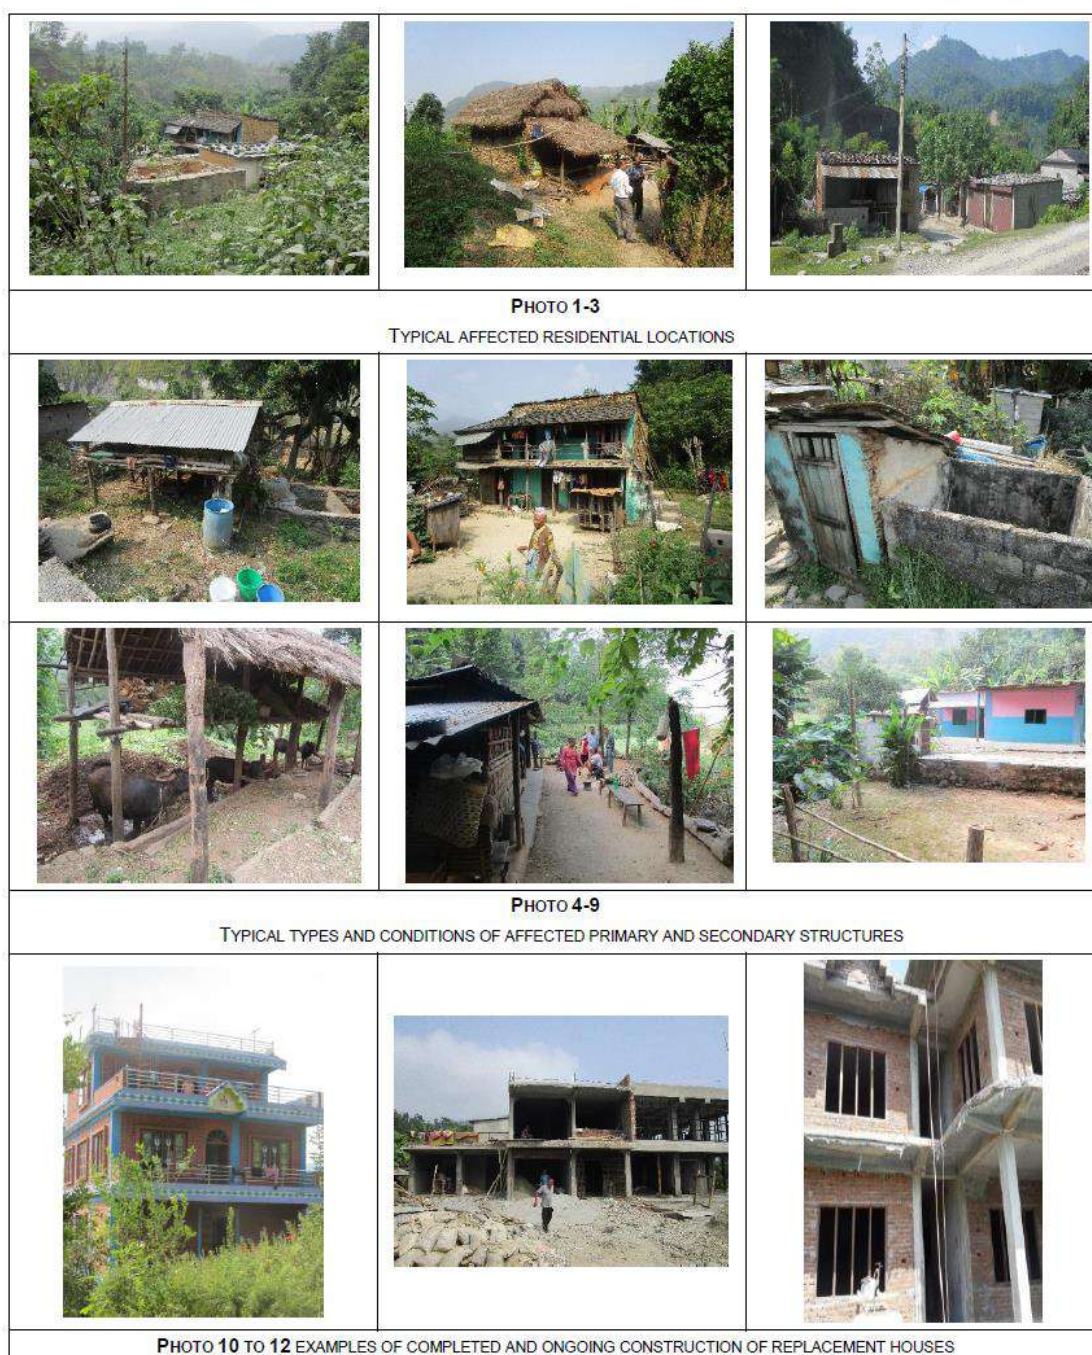 PHOTO 1-3
TYPICAL AFFECTED RESIDENTIAL LOCATIONS
PHOTO 4-9
TYPICAL TYPES AND CONDITIONS OF AFFECTED PRIMARY AND SECONDARY STRUCTURES
PHOTO 10 TO 12 EXAMPLES OF COMPLETED AND ONGOING CONSTRUCTION OF REPLACEMENT HOUSES